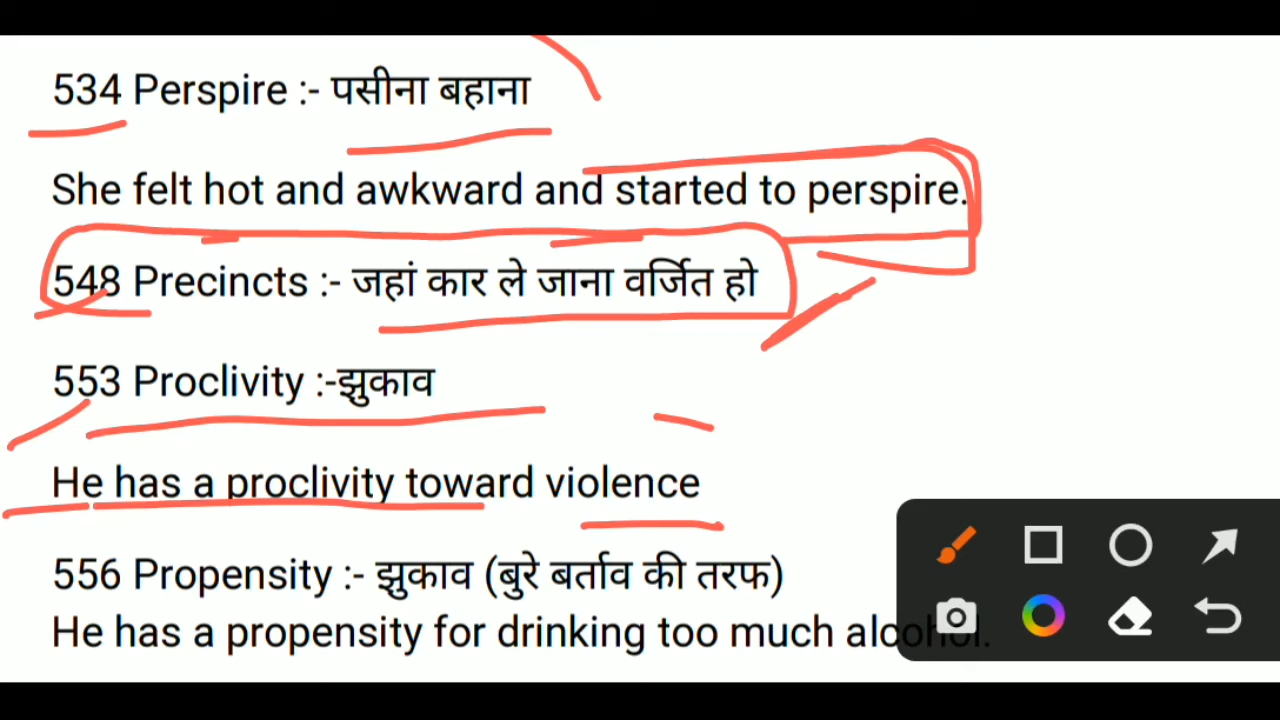 534 Perspire :- पसीना बहाना
She felt hot and awkward and started to perspire.
548 Precincts :- जहां कार ले जाना वर्जित हो
553 Proclivity :-झुकाव
He has a proclivity toward violence
556 Propensity :- झुकाव (बुरे बर्ताव की तरफ)
He has a propensity for drinking too much alcohol.